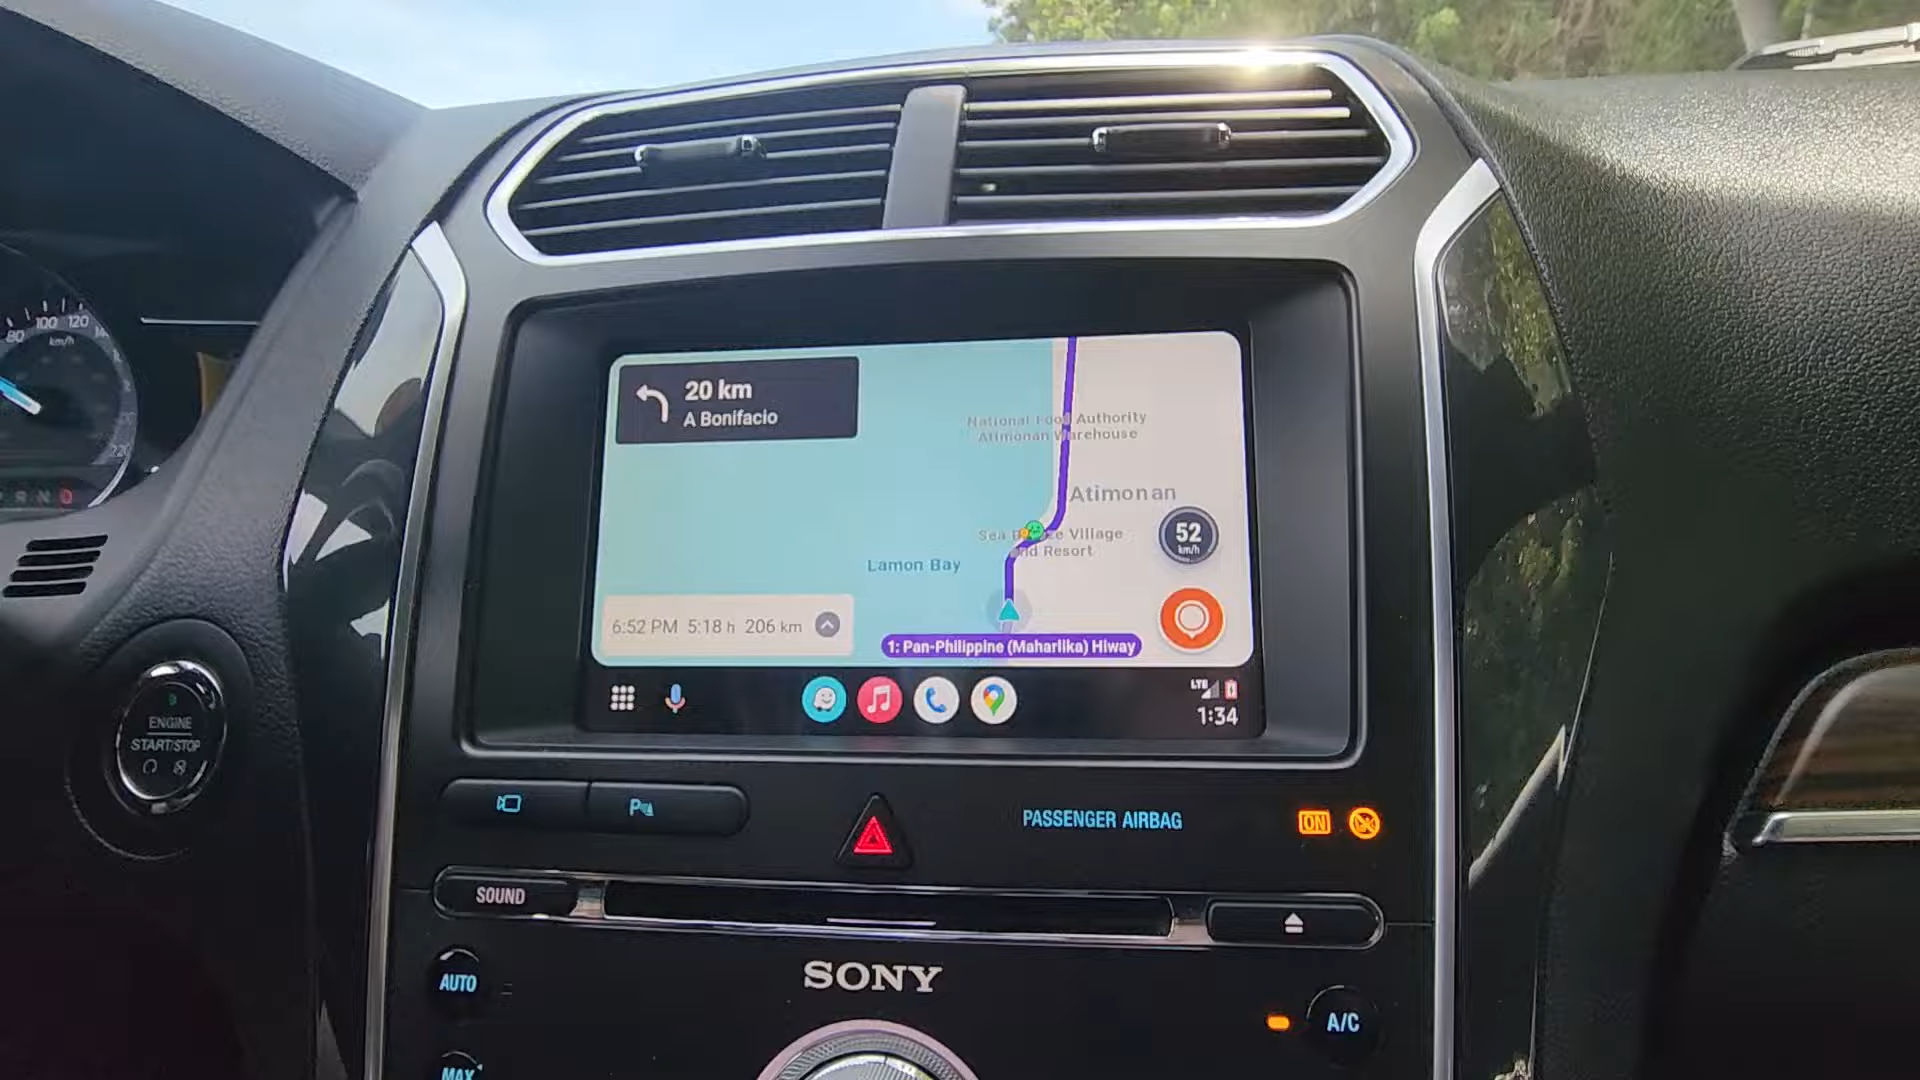 80 100 120
km/h
220
R N D
20 km
A Bonifacio
National Food Authority
Atimonan Warehouse
Atimonan
Village
and Resort
Lamon Bay
52
km/h
6:52 PM 5:18 h 206 km
1: Pan-Philippine (Maharlika) Hiway
LTE
1:34
ENGINE
START/STOP
P
PASSENGER AIRBAG
ON
SOUND
SONY
AUTO
A/C
MAX